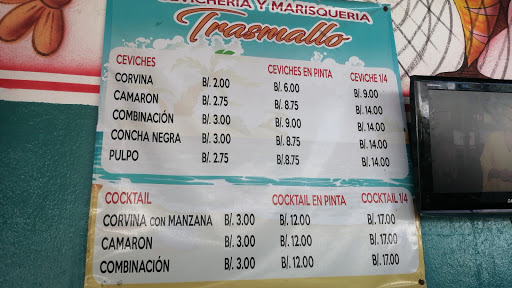 CEVICHERIA Y MARISQUERIA
Trasmallo
CEVICHES CEVICHES EN PINTA CEVICHE 1/4
CORVINA B/. 2.00 B/. 6.00 B/. 9.00
CAMARON B/. 2.75 B/. 8.75 B/. 14.00
COMBINACIÓN B/. 3.00 B/. 9.00 B/. 14.00
CONCHA NEGRA B/. 3.00 B/. 8.75 B/. 14.00
PULPO B/. 2.75 B/.8.75 B/. 14.00
COCKTAIL COCKTAIL EN PINTA COCKTAIL 1/4
CORVINA CON MANZANA B/. 3.00 B/. 12.00 B/. 17.00
CAMARON B/. 3.00 B/. 12.00 B/. 17.00
COMBINACIÓN B/. 3.00 B/. 12.00 B/. 17.00